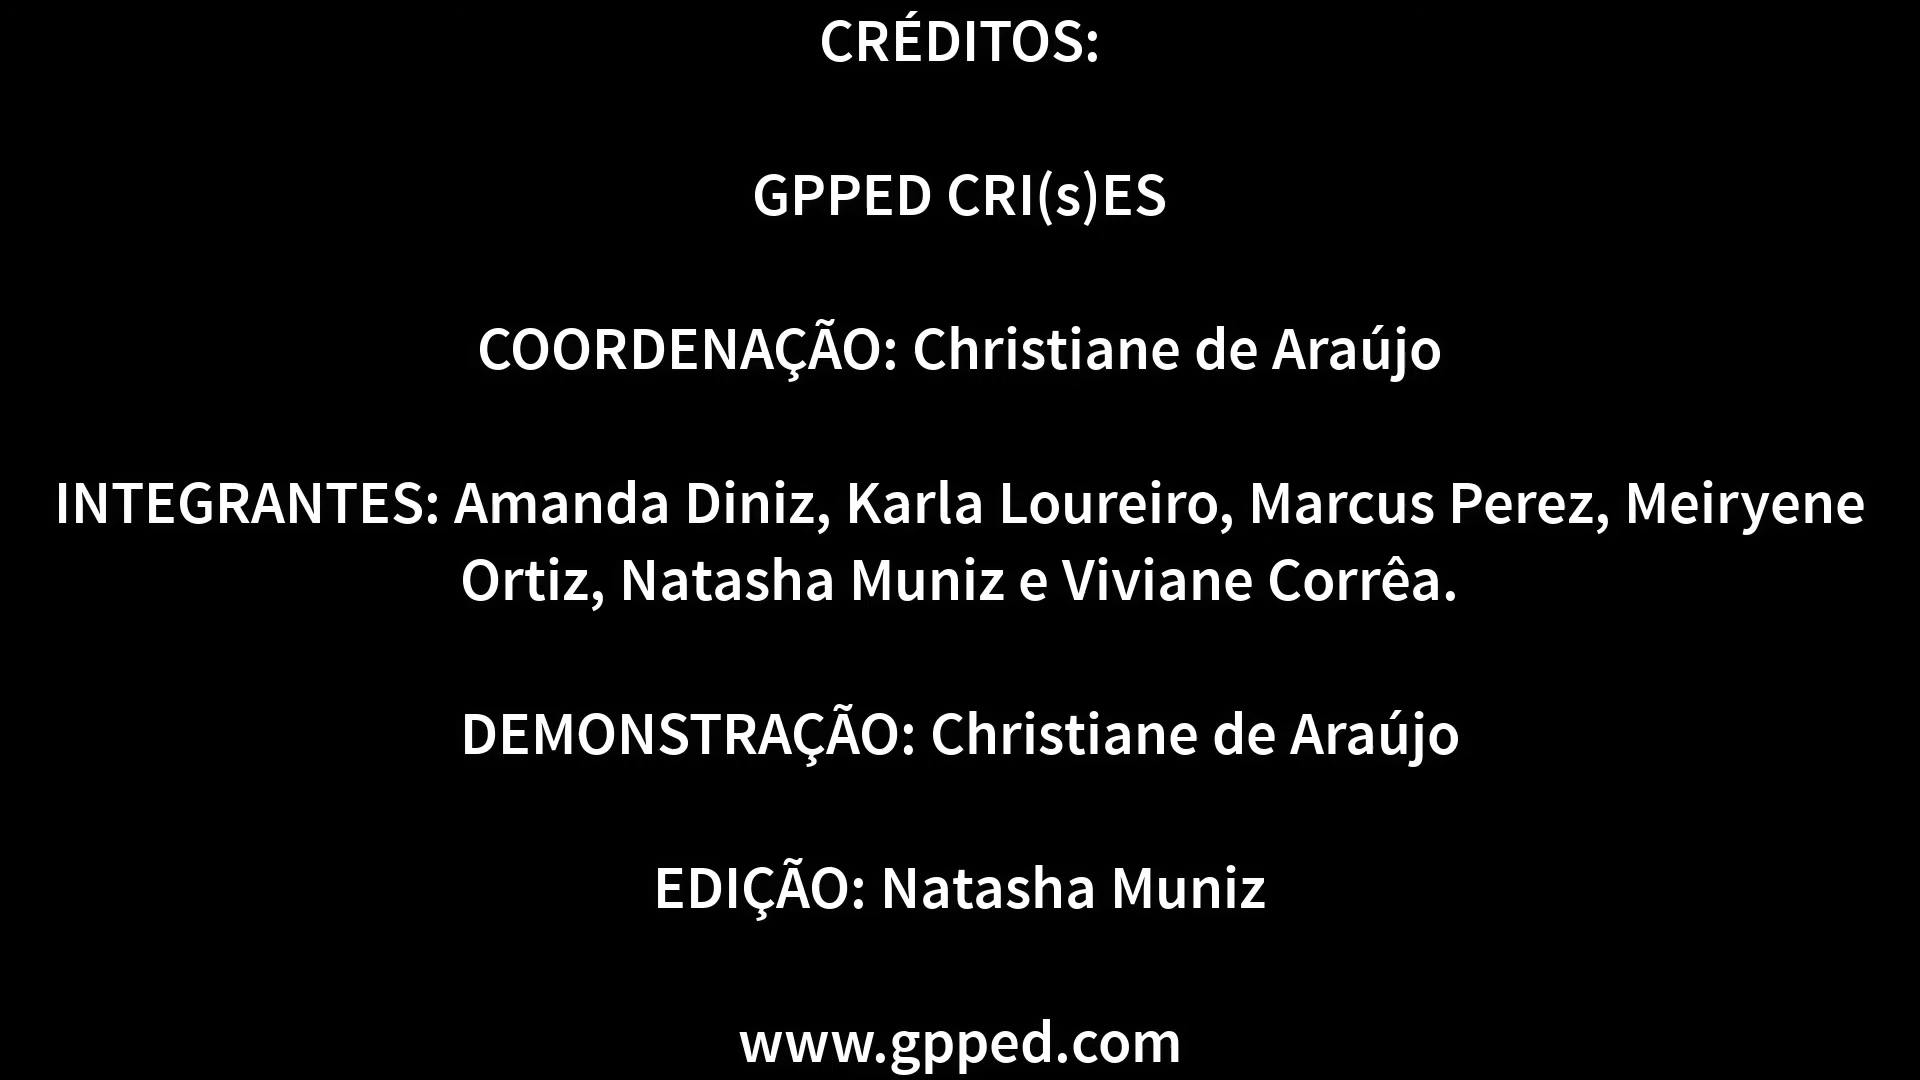 CRÉDITOS:
GPPED CRI(s)ES
COORDENAÇÃO: Christiane de Araújo
INTEGRANTES: Amanda Diniz, Karla Loureiro, Marcus Perez, Meiryene
Ortiz, Natasha Muniz e Viviane Corrêa.
DEMONSTRAÇÃO: Christiane de Araújo
EDIÇÃO: Natasha Muniz
www.gpped.com